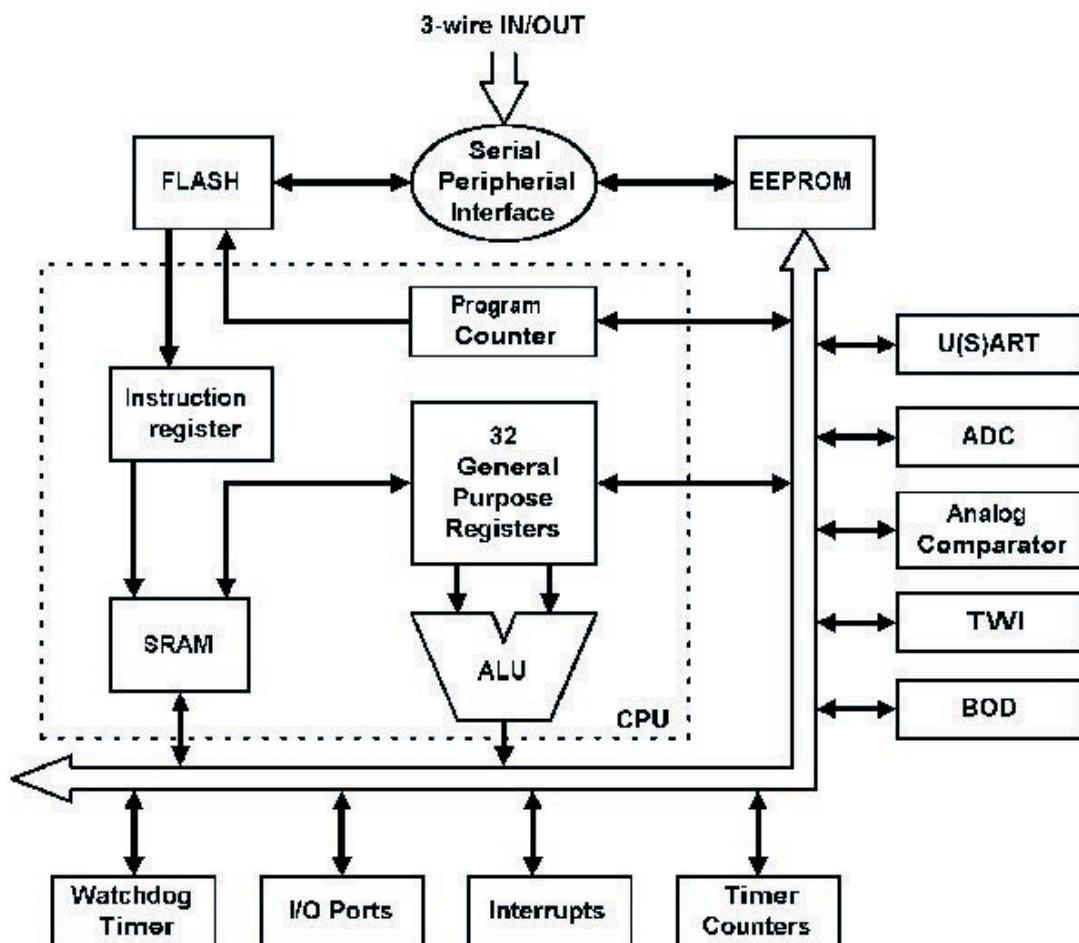 3-wire IN/OUT
FLASH
Serial
Peripherial
Interface
EEPROM
Program
Counter
U(S)ART
Instruction
register
32
General
Purpose
Registers
ADC
Analog
Comparator
SRAM
ALU
TWI
CPU
BOD
Watchdog
Timer
I/O Ports
Interrupts
Timer
Counters